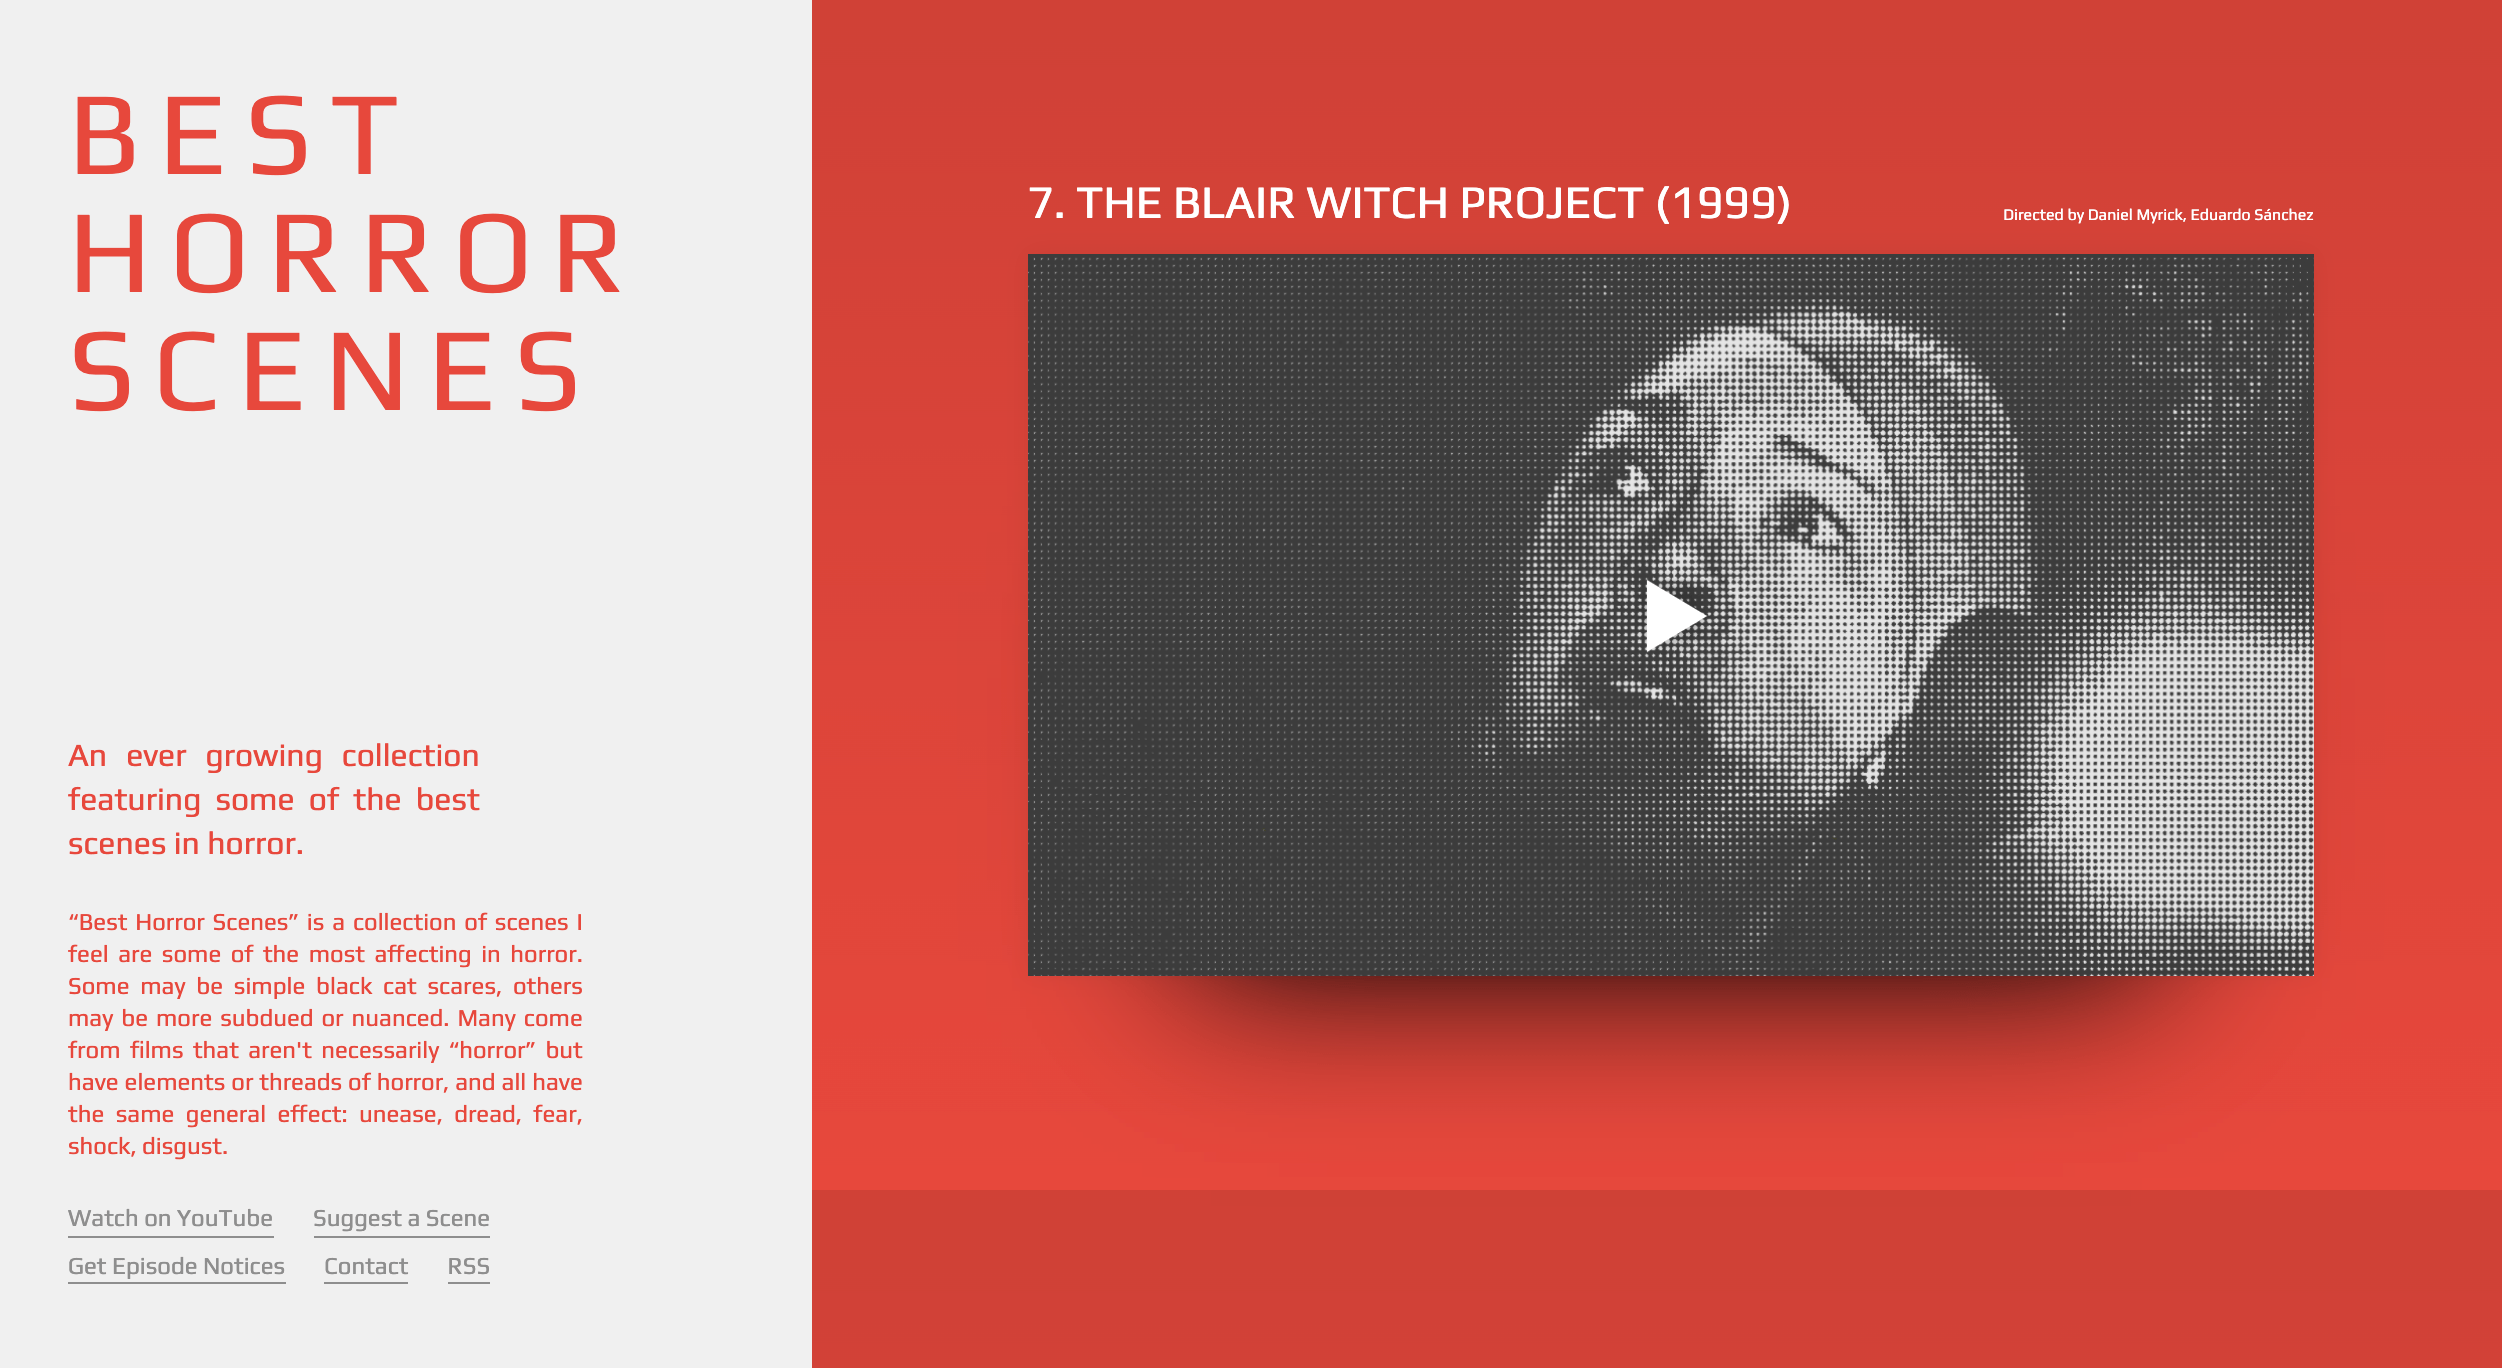 BEST
HORROR
SCENES
An ever growing collection
featuring some of the best
scenes in horror.
“Best Horror Scenes” is a collection of scenes I
feel are some of the most affecting in horror.
Some may be simple black cat scares, others
may be more subdued or nuanced. Many come
from films that aren't necessarily “horror” but
have elements or threads of horror, and all have
the same general effect: unease, dread, fear,
shock, disgust.
Watch on YouTube Suggest a Scene
Get Episode Notices Contact RSS
7. THE BLAIR WITCH PROJECT (1999)
Directed by Daniel Myrick, Eduardo Sánchez